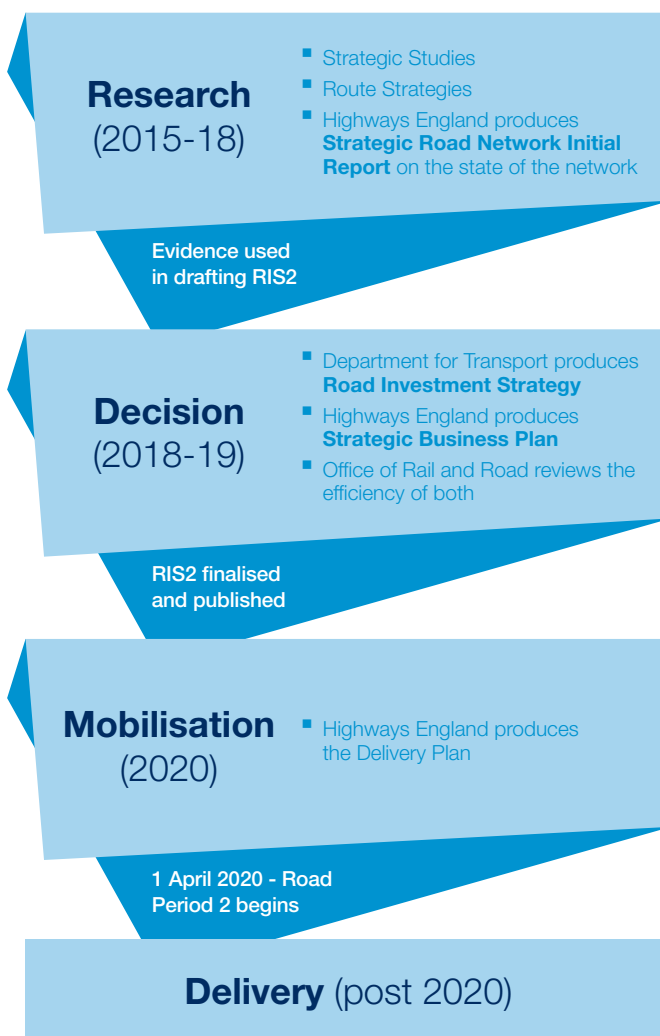 Research
(2015-18)
▪ Strategic Studies
▪ Route Strategies
▪ Highways England produces
Strategic Road Network Initial
Report on the state of the network
Evidence used
in drafting RIS2
Decision
(2018-19)
▪ Department for Transport produces
Road Investment Strategy
▪ Highways England produces
Strategic Business Plan
▪ Office of Rail and Road reviews the
efficiency of both
RIS2 finalised
and published
Mobilisation
(2020)
▪ Highways England produces
the Delivery Plan
1 April 2020 - Road
Period 2 begins
Delivery (post 2020)